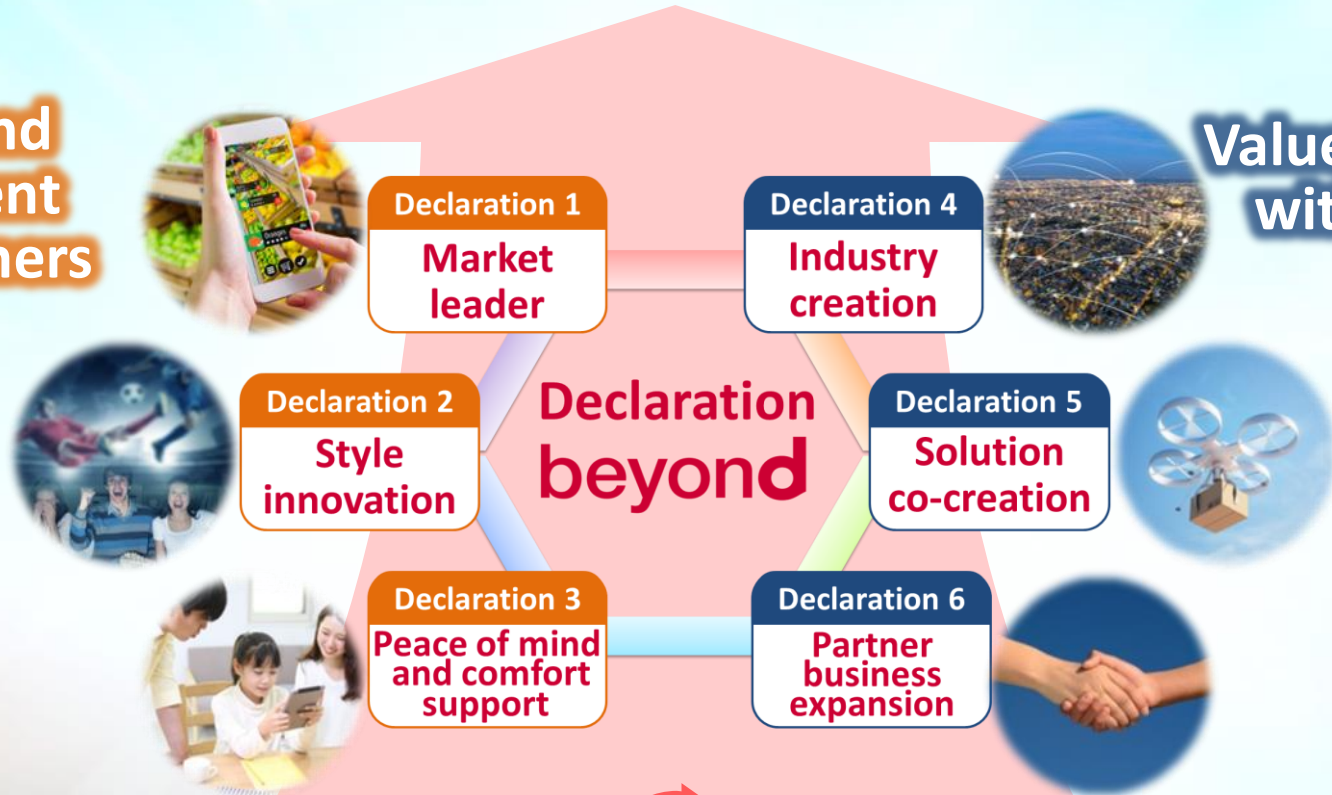 nd
ent
ners
Value
wit
Declaration 1
Market
leader
Declaration 4
Industry
creation
Declaration 2
Style
innovation
Declaration
beyond
Declaration 5
Solution
co-creation
Declaration 3
Peace of mind
and comfort
support
Declaration 6
Partner
business
expansion